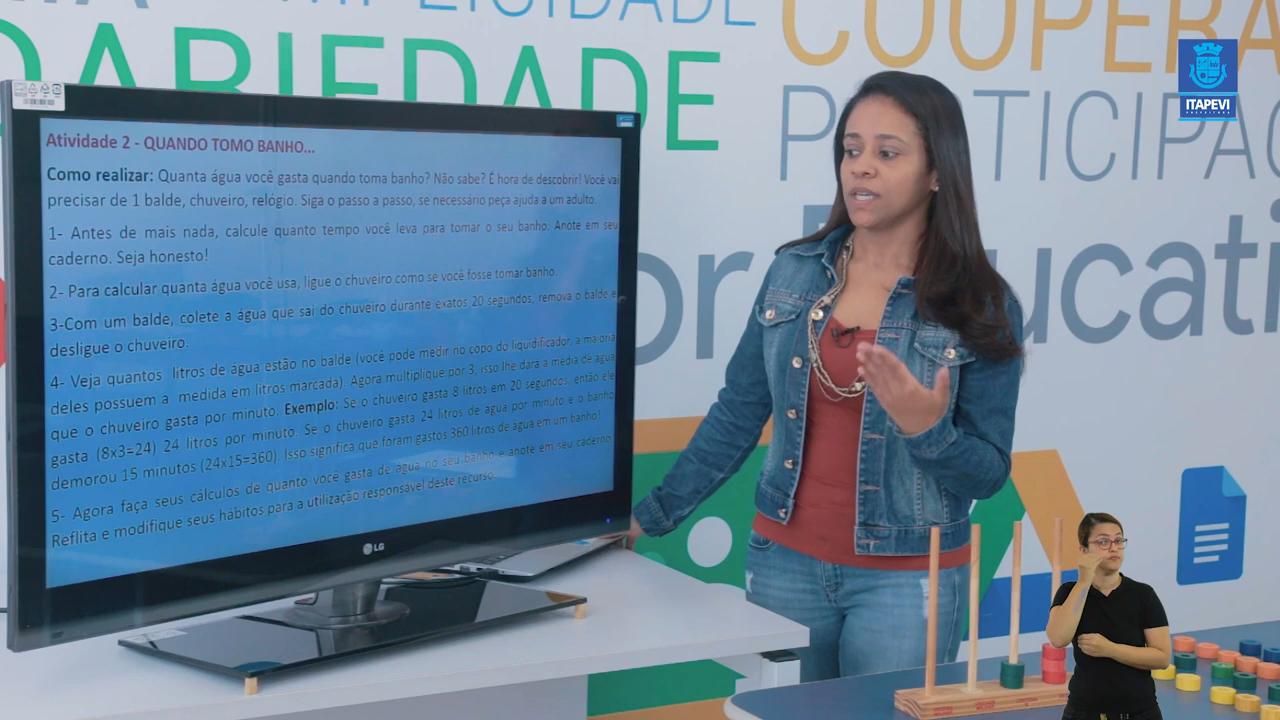 MPLICIDADE
COOPERA
DARIEDADE
PARTICIPAÇ
ITAPEVI
PREFEITURA
or Educati
Atividade 2 - QUANDO TOMO BANHO...
Como realizar: Quanta água você gasta quando toma banho? Não sabe? É hora de descobrir! Você vai
precisar de 1 balde, chuveiro, relógio. Siga o passo a passo, se necessário peça ajuda a um adulto.
1- Antes de mais nada, calcule quanto tempo você leva para tomar o seu banho. Anote em seu
caderno. Seja honesto!
2- Para calcular quanta água você usa, ligue o chuveiro como se você fosse tomar banho.
3-Com um balde, colete a água que sai do chuveiro durante exatos 20 segundos, remova o balde e
desligue o chuveiro.
4- Veja quantos litros de água estão no balde (você pode medir no copo do liquidificador, a maioria
deles possuem a medida em litros marcada). Agora multiplique por 3, isso lhe dara a media de agua
que o chuveiro gasta por minuto. Exemplo: Se o chuveiro gasta 8 litros em 20 segundos, então ele
gasta (8x3=24) 24 litros por minuto. Se o chuveiro gasta 24 litros de agua por minuto e o banho
demorou 15 minutos (24x15=360). Isso significa que foram gastos 360 litros de agua em um banho!
5- Agora faça seus cálculos de quanto você gasta de água no seu banho e anote em seu caderno.
Reflita e modifique seus hábitos para a utilização responsável deste recurso.
LG